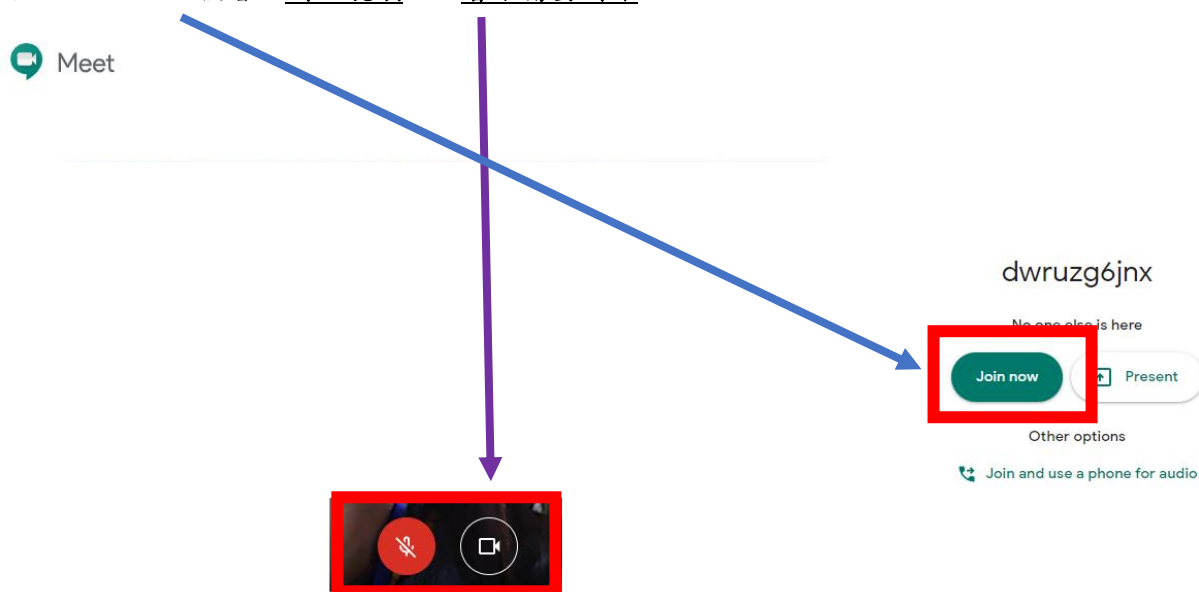 Meet
dwruzg6jnx
No one else is here
Join now
Present
Other options
Join and use a phone for audio